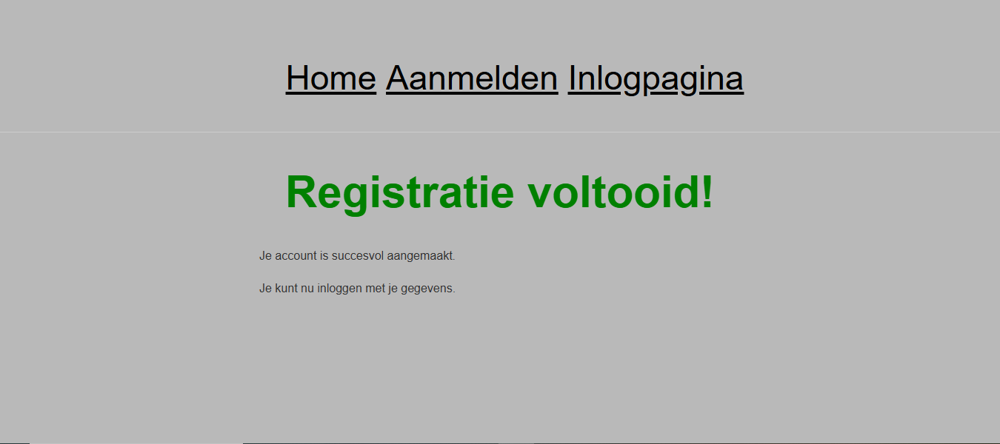 Home Aanmelden Inlogpagina
Registratie voltooid!
Je account is succesvol aangemaakt.
Je kunt nu inloggen met je gegevens.